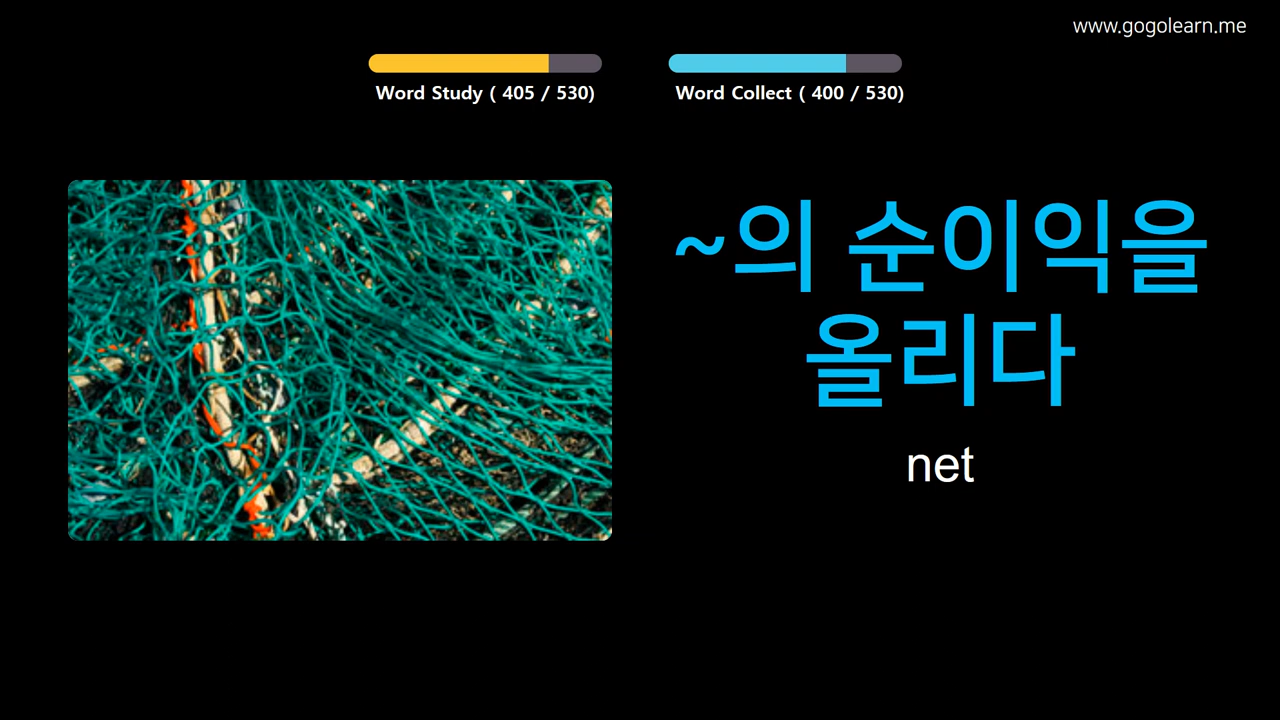 www.gogolearn.me
Word Study ( 405 / 530)
Word Collect ( 400 / 530)
~의 순이익을
올리다
net